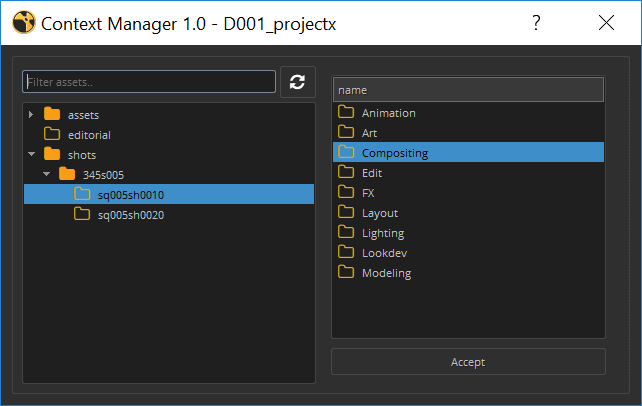 Context Manager 1.0 - D001_projectx
Filter assets..
assets
editorial
shots
345s005
sq005sh0010
sq005sh0020
name
Animation
Art
Compositing
Edit
FX
Layout
Lighting
Lookdev
Modeling
Accept